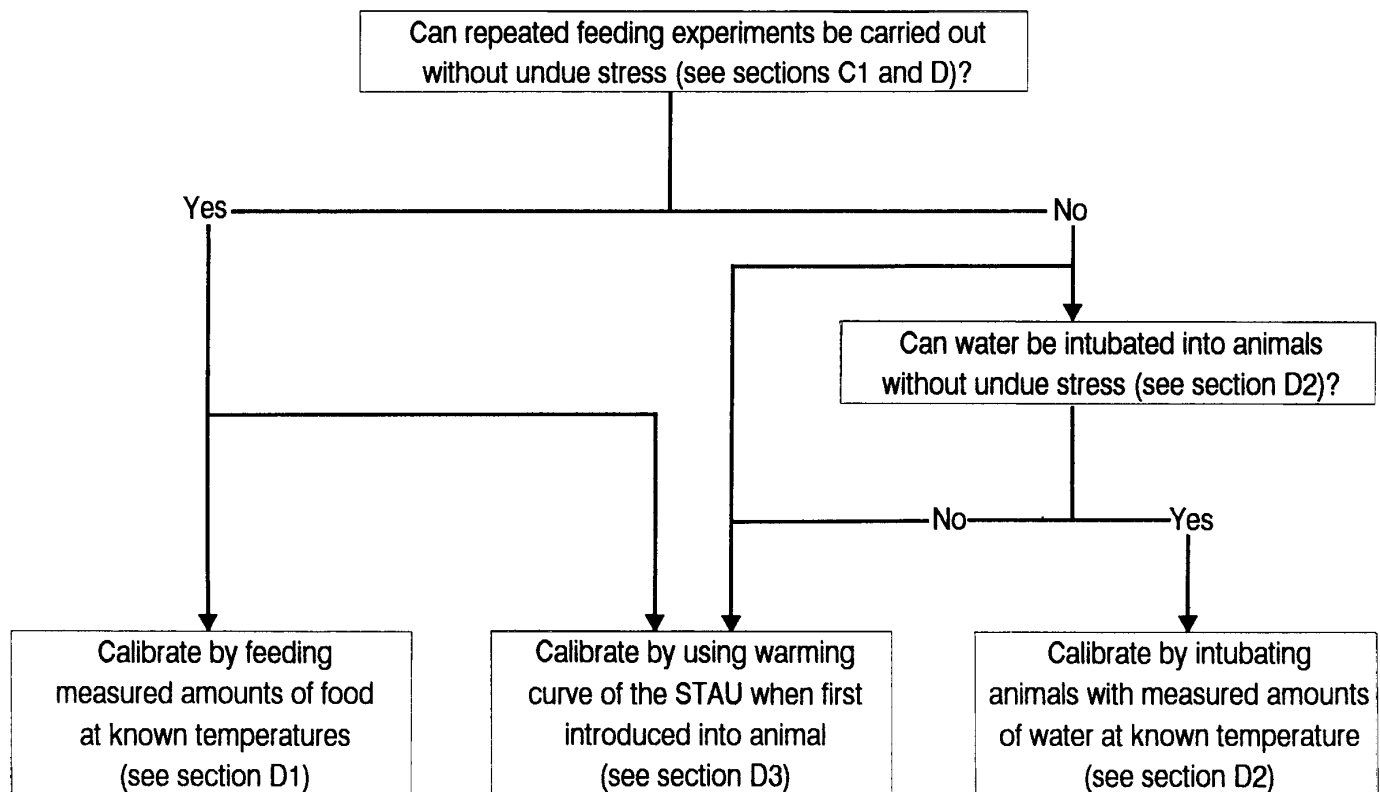 Can repeated feeding experiments be carried out
without undue stress (see sections C1 and D)?
Yes
No
Can water be intubated into animals
without undue stress (see section D2)?
No
Yes
Calibrate by feeding
measured amounts of food
at known temperatures
(see section D1)
Calibrate by using warming
curve of the STAU when first
introduced into animal
(see section D3)
Calibrate by intubating
animals with measured amounts
of water at known temperature
(see section D2)